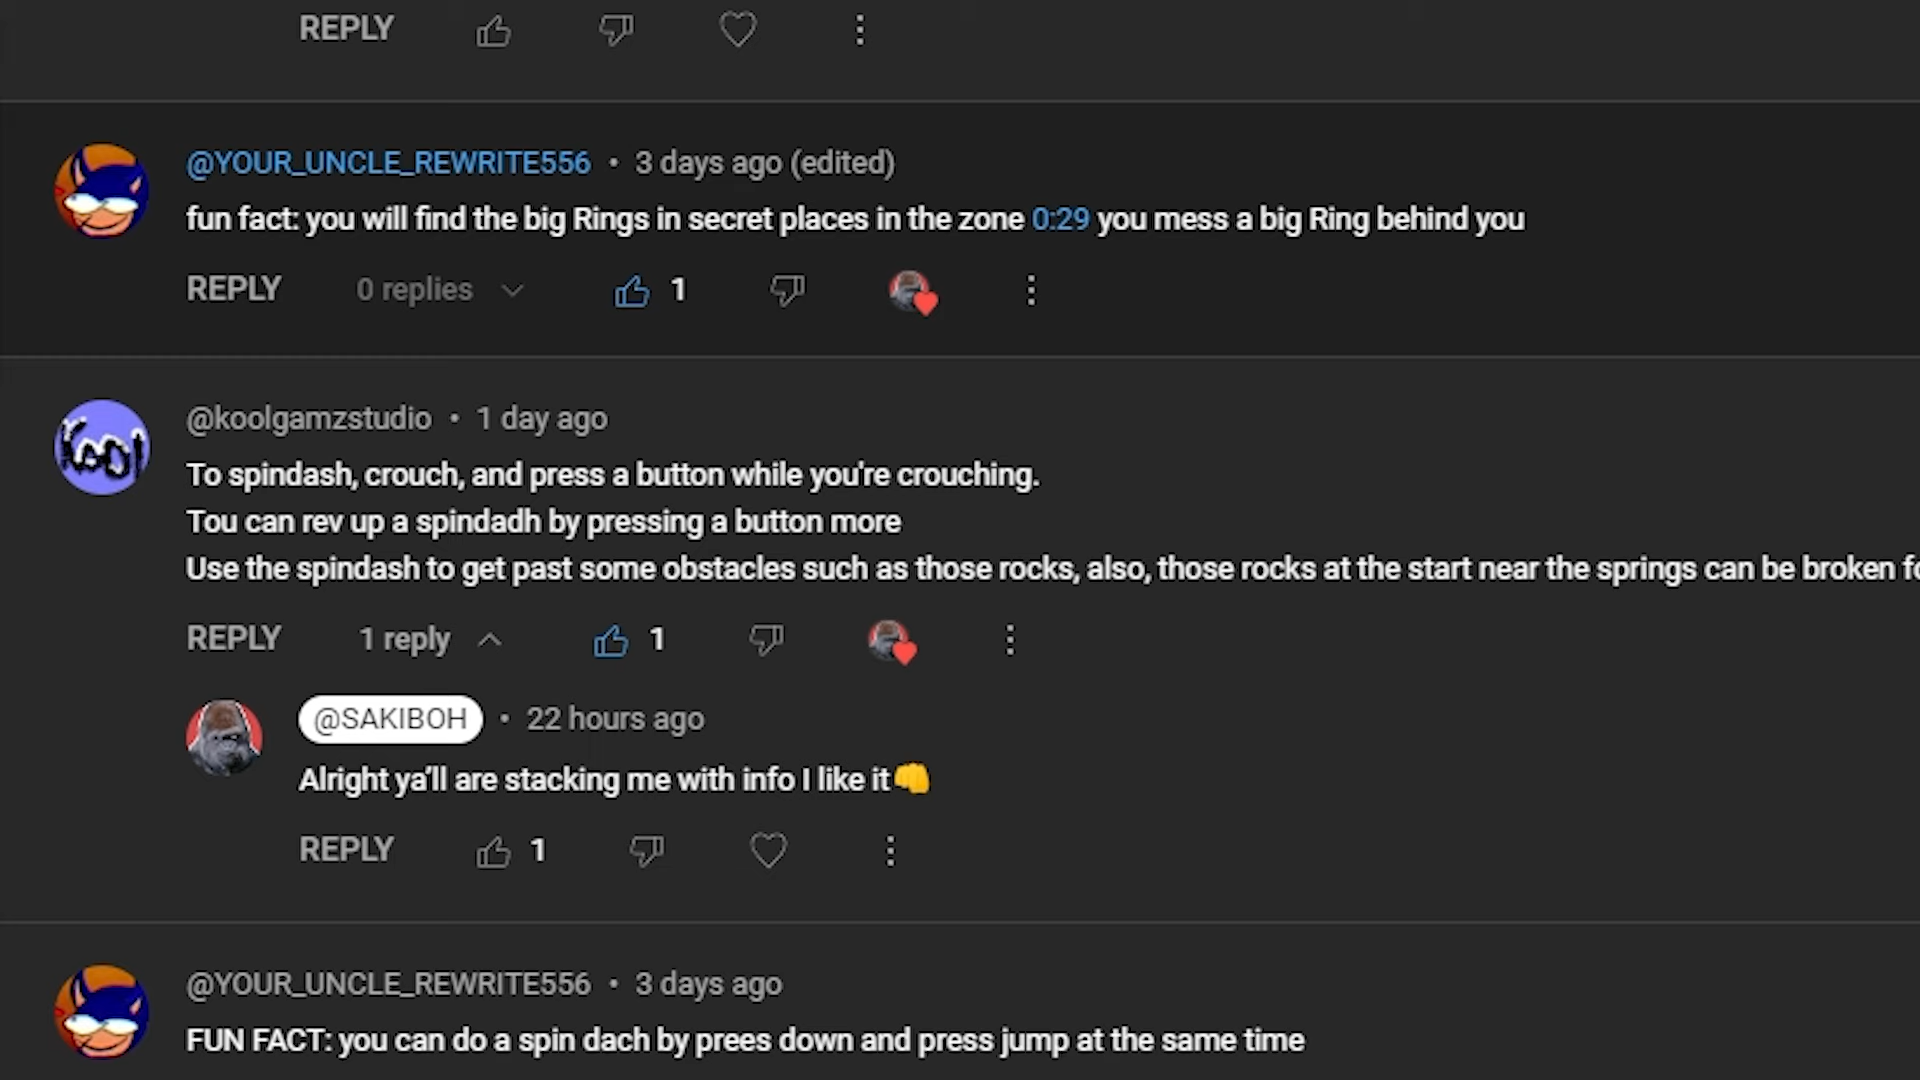 REPLY
@YOUR_UNCLE_REWRITE556 • 3 days ago (edited)
fun fact: you will find the big Rings in secret places in the zone 0:29 you mess a big Ring behind you
REPLY 0 replies 1
@koolgamzstudio • 1 day ago
Kool
To spindash, crouch, and press a button while you're crouching.
Tou can rev up a spindadh by pressing a button more
Use the spindash to get past some obstacles such as those rocks, also, those rocks at the start near the springs can be broken
REPLY 1 reply 1
@SAKIBOH • 22 hours ago
Alright ya'll are stacking me with info I like it👊
REPLY 1
@YOUR_UNCLE_REWRITE556 • 3 days ago
FUN FACT: you can do a spin dach by prees down and press jump at the same time